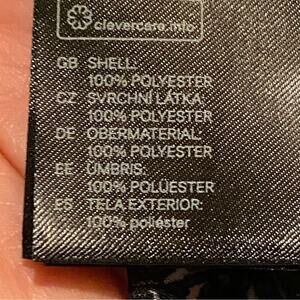 clevercare.info
GB SHELL:
100% POLYESTER
CZ SVRCHNÍ LÁTKA:
100% POLYESTER
DE OBERMATERIAL:
100% POLYESTER
EE ÜMBRIS:
100% POLÜESTER
ES TELA EXTERIOR:
100% poliéster